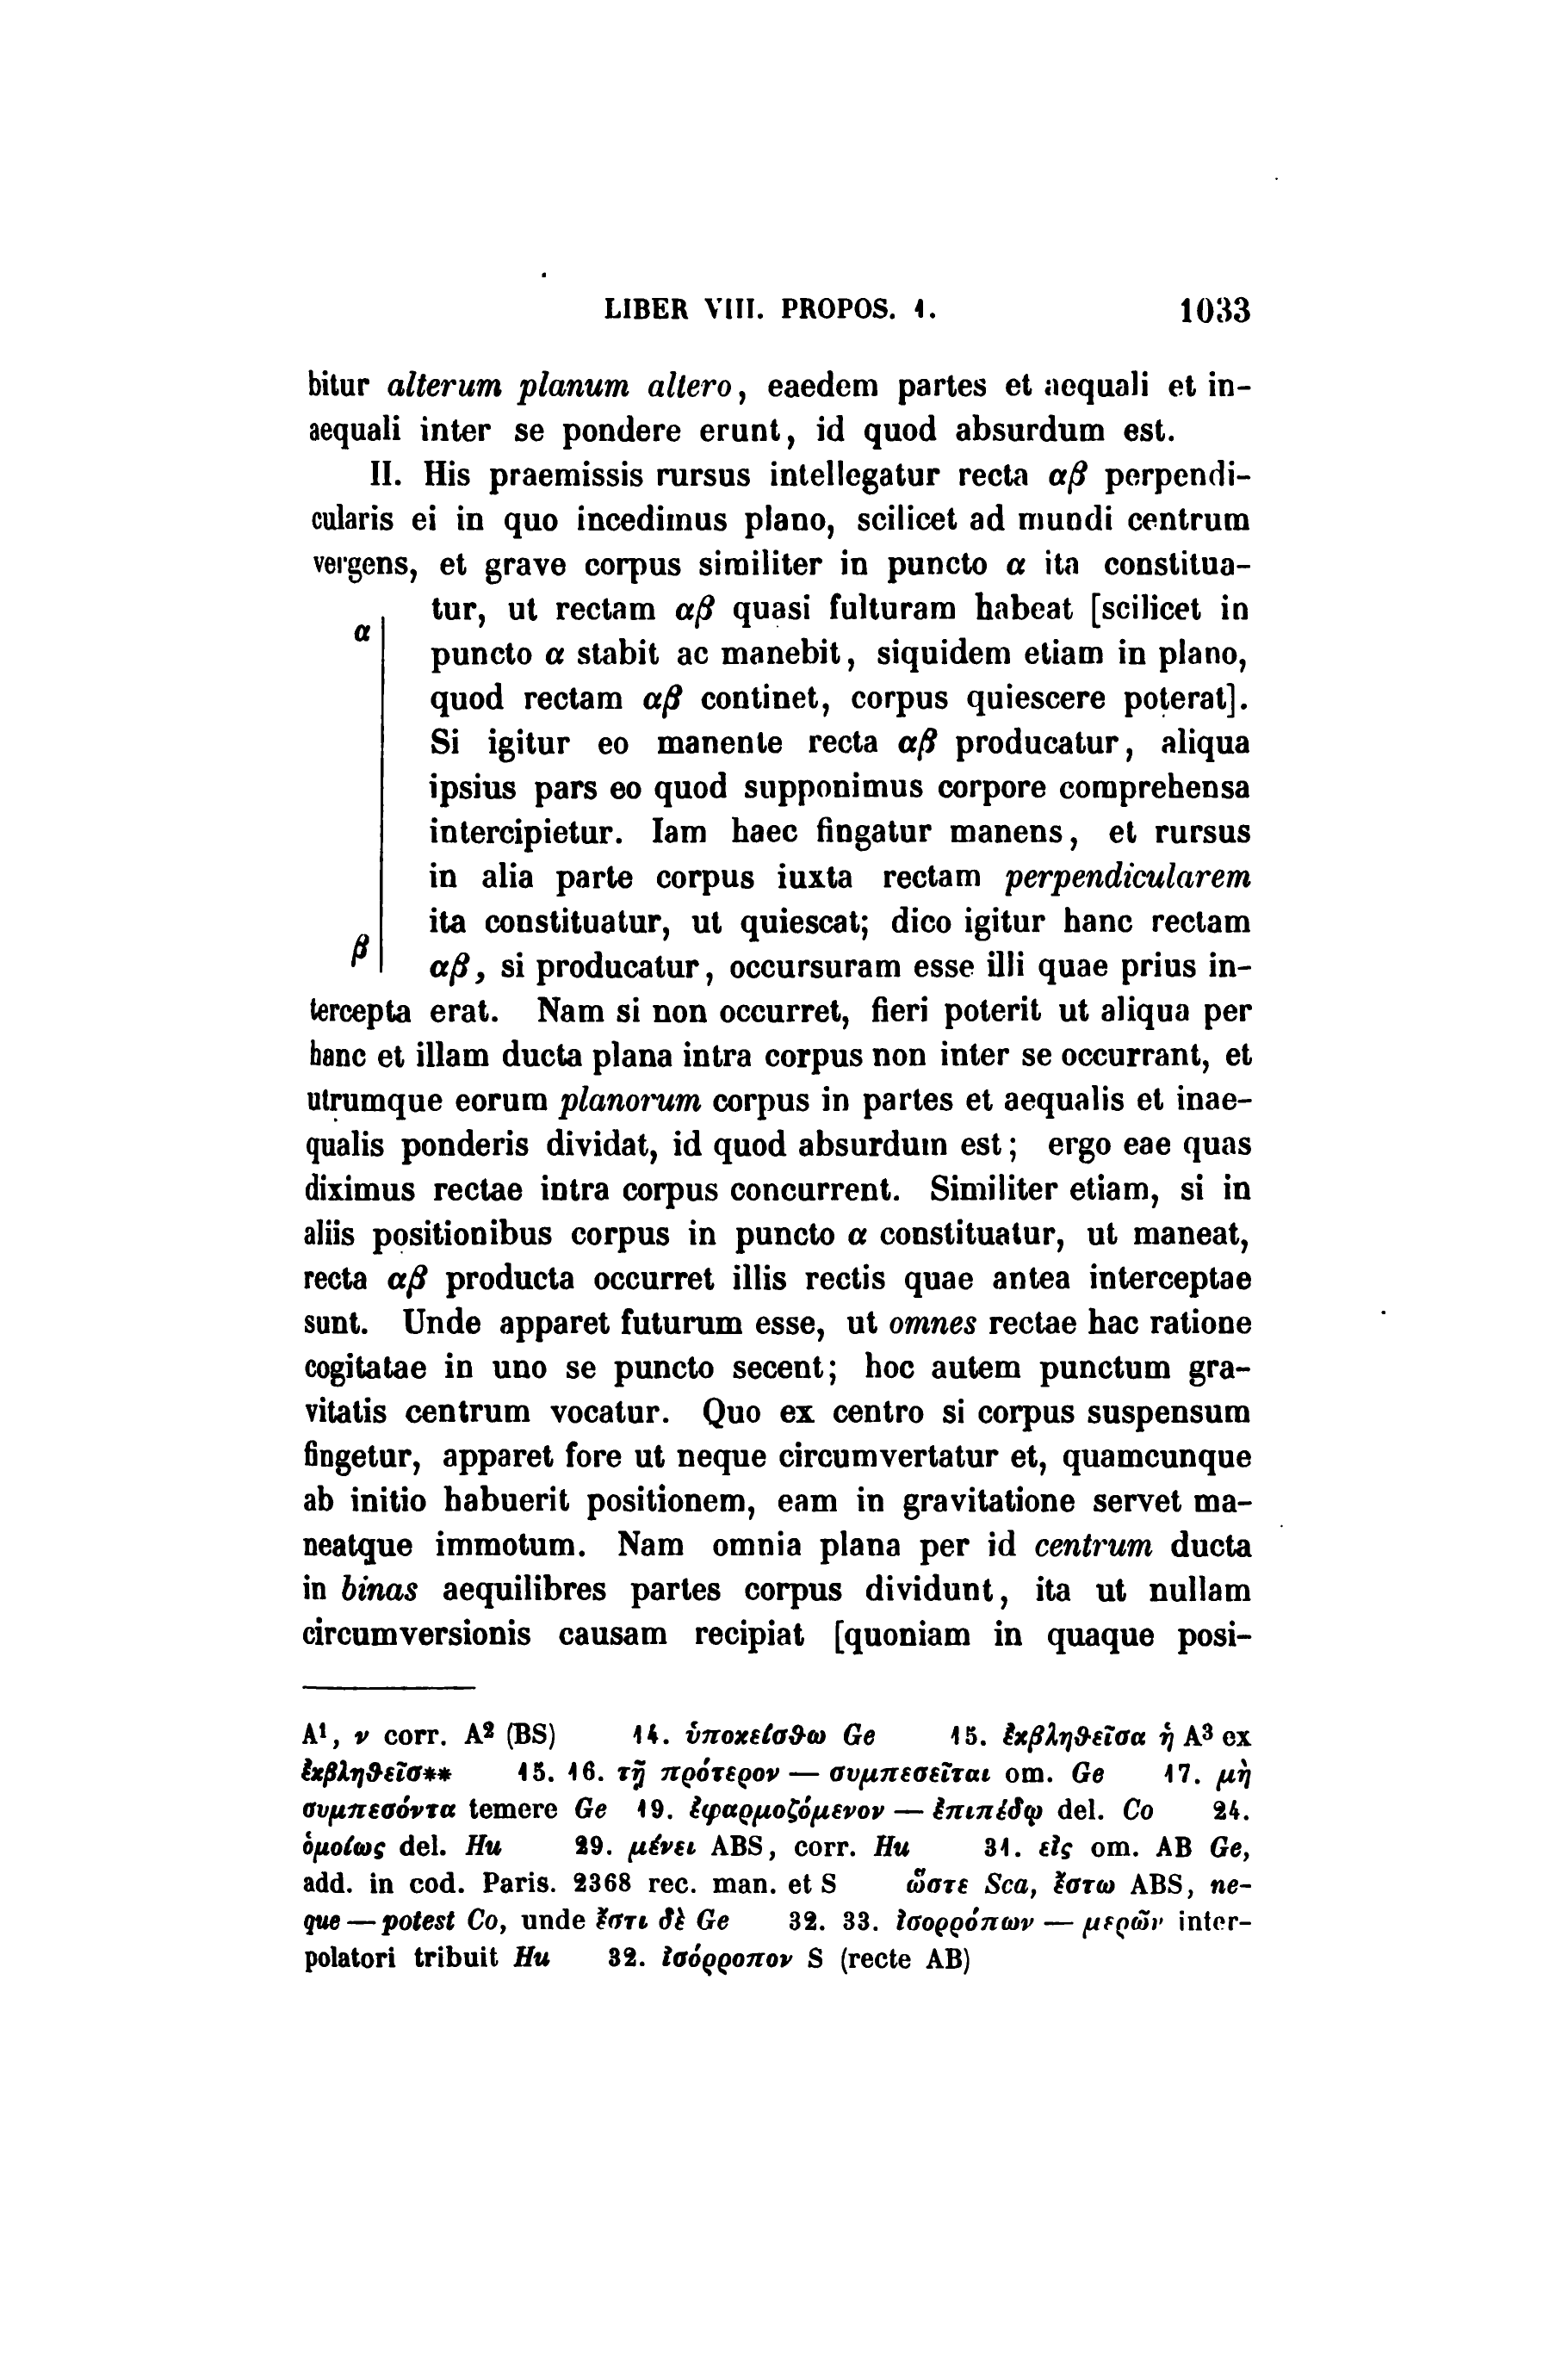 LIBER VIII. PROPOS. 1. 1033
bitur alterum planum altero, eaedem partes et aequali et in-
aequali inter se pondere erunt, id quod absurdum est.
II. His praemissis rursus intellegatur recta αβ perpendi-
cularis ei in quo incedimus plano, scilicet ad mundi centrum
vergens, et grave corpus similiter in puncto α ita constitua-
tur, ut rectam αβ quasi fulturam habeat [scilicet in
α
puncto α stabit ac manebit, siquidem etiam in plano,
quod rectam αβ continet, corpus quiescere poterat].
Si igitur eo manente recta αβ producatur, aliqua
ipsius pars eo quod supponimus corpore comprehensa
intercipietur. Iam haec fingatur manens, et rursus
in alia parte corpus iuxta rectam perpendicularem
ita constituatur, ut quiescat; dico igitur hanc rectam
β
αβ, si producatur, occursuram esse illi quae prius in-
tercepta erat. Nam si non occurret, fieri poterit ut aliqua per
hanc et illam ducta plana intra corpus non inter se occurrant, et
utrumque eorum planorum corpus in partes et aequalis et inae-
qualis ponderis dividat, id quod absurdum est; ergo eae quas
diximus rectae intra corpus concurrent. Similiter etiam, si in
aliis positionibus corpus in puncto α constituatur, ut maneat,
recta αβ producta occurret illis rectis quae antea interceptae
sunt. Unde apparet futurum esse, ut omnes rectae hac ratione
cogitatae in uno se puncto secent; hoc autem punctum gra-
vitatis centrum vocatur. Quo ex centro si corpus suspensum
fingetur, apparet fore ut neque circumvertatur et, quamcunque
ab initio habuerit positionem, eam in gravitatione servet ma-
neatque immotum. Nam omnia plana per id centrum ducta
in binas aequilibres partes corpus dividunt, ita ut nullam
circumversionis causam recipiat [quoniam in quaque posi-
A¹, ν corr. A² (BS) 14. ὑποκείσθω Ge 15. ἐκβληθεῖσα ἡ A³ ex
ἐκβληθεῖσ** 15. 16. τῇ πρότερον — συμπεσεῖται om. Ge 17. μὴ
συμπεσόντα temere Ge 19. ἐφαρμοζόμενον — ἐπιπέδῳ del. Co 24.
ὁμοίως del. Hu 29. μένει ABS, corr. Hu 31. εἰς om. AB Ge,
add. in cod. Paris. 2368 rec. man. et S ὥστε Sca, ἔστω ABS, ne-
que — potest Co, unde ἔστι δὲ Ge 32. 33. ἰσορρόπων — μερῶν inter-
polatori tribuit Hu 32. ἰσόρροπον S (recte AB)